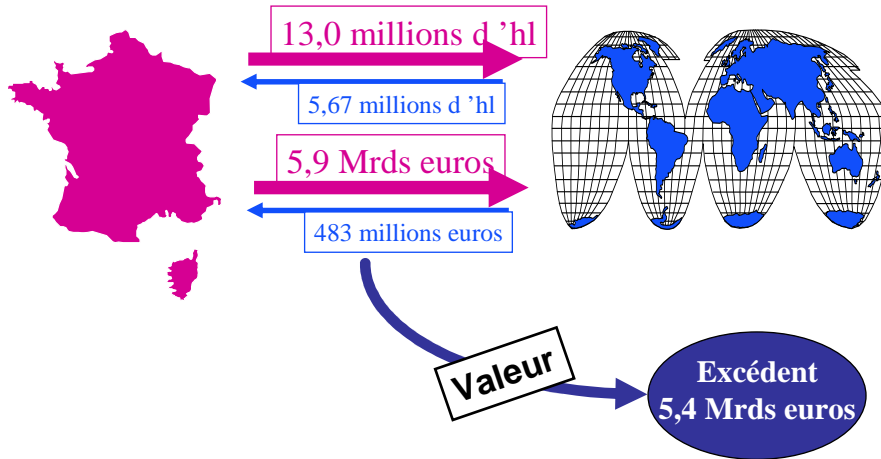 13,0 millions d 'hl
5,67 millions d 'hl
5,9 Mrds euros
483 millions euros
Valeur
Excédent
5,4 Mrds euros